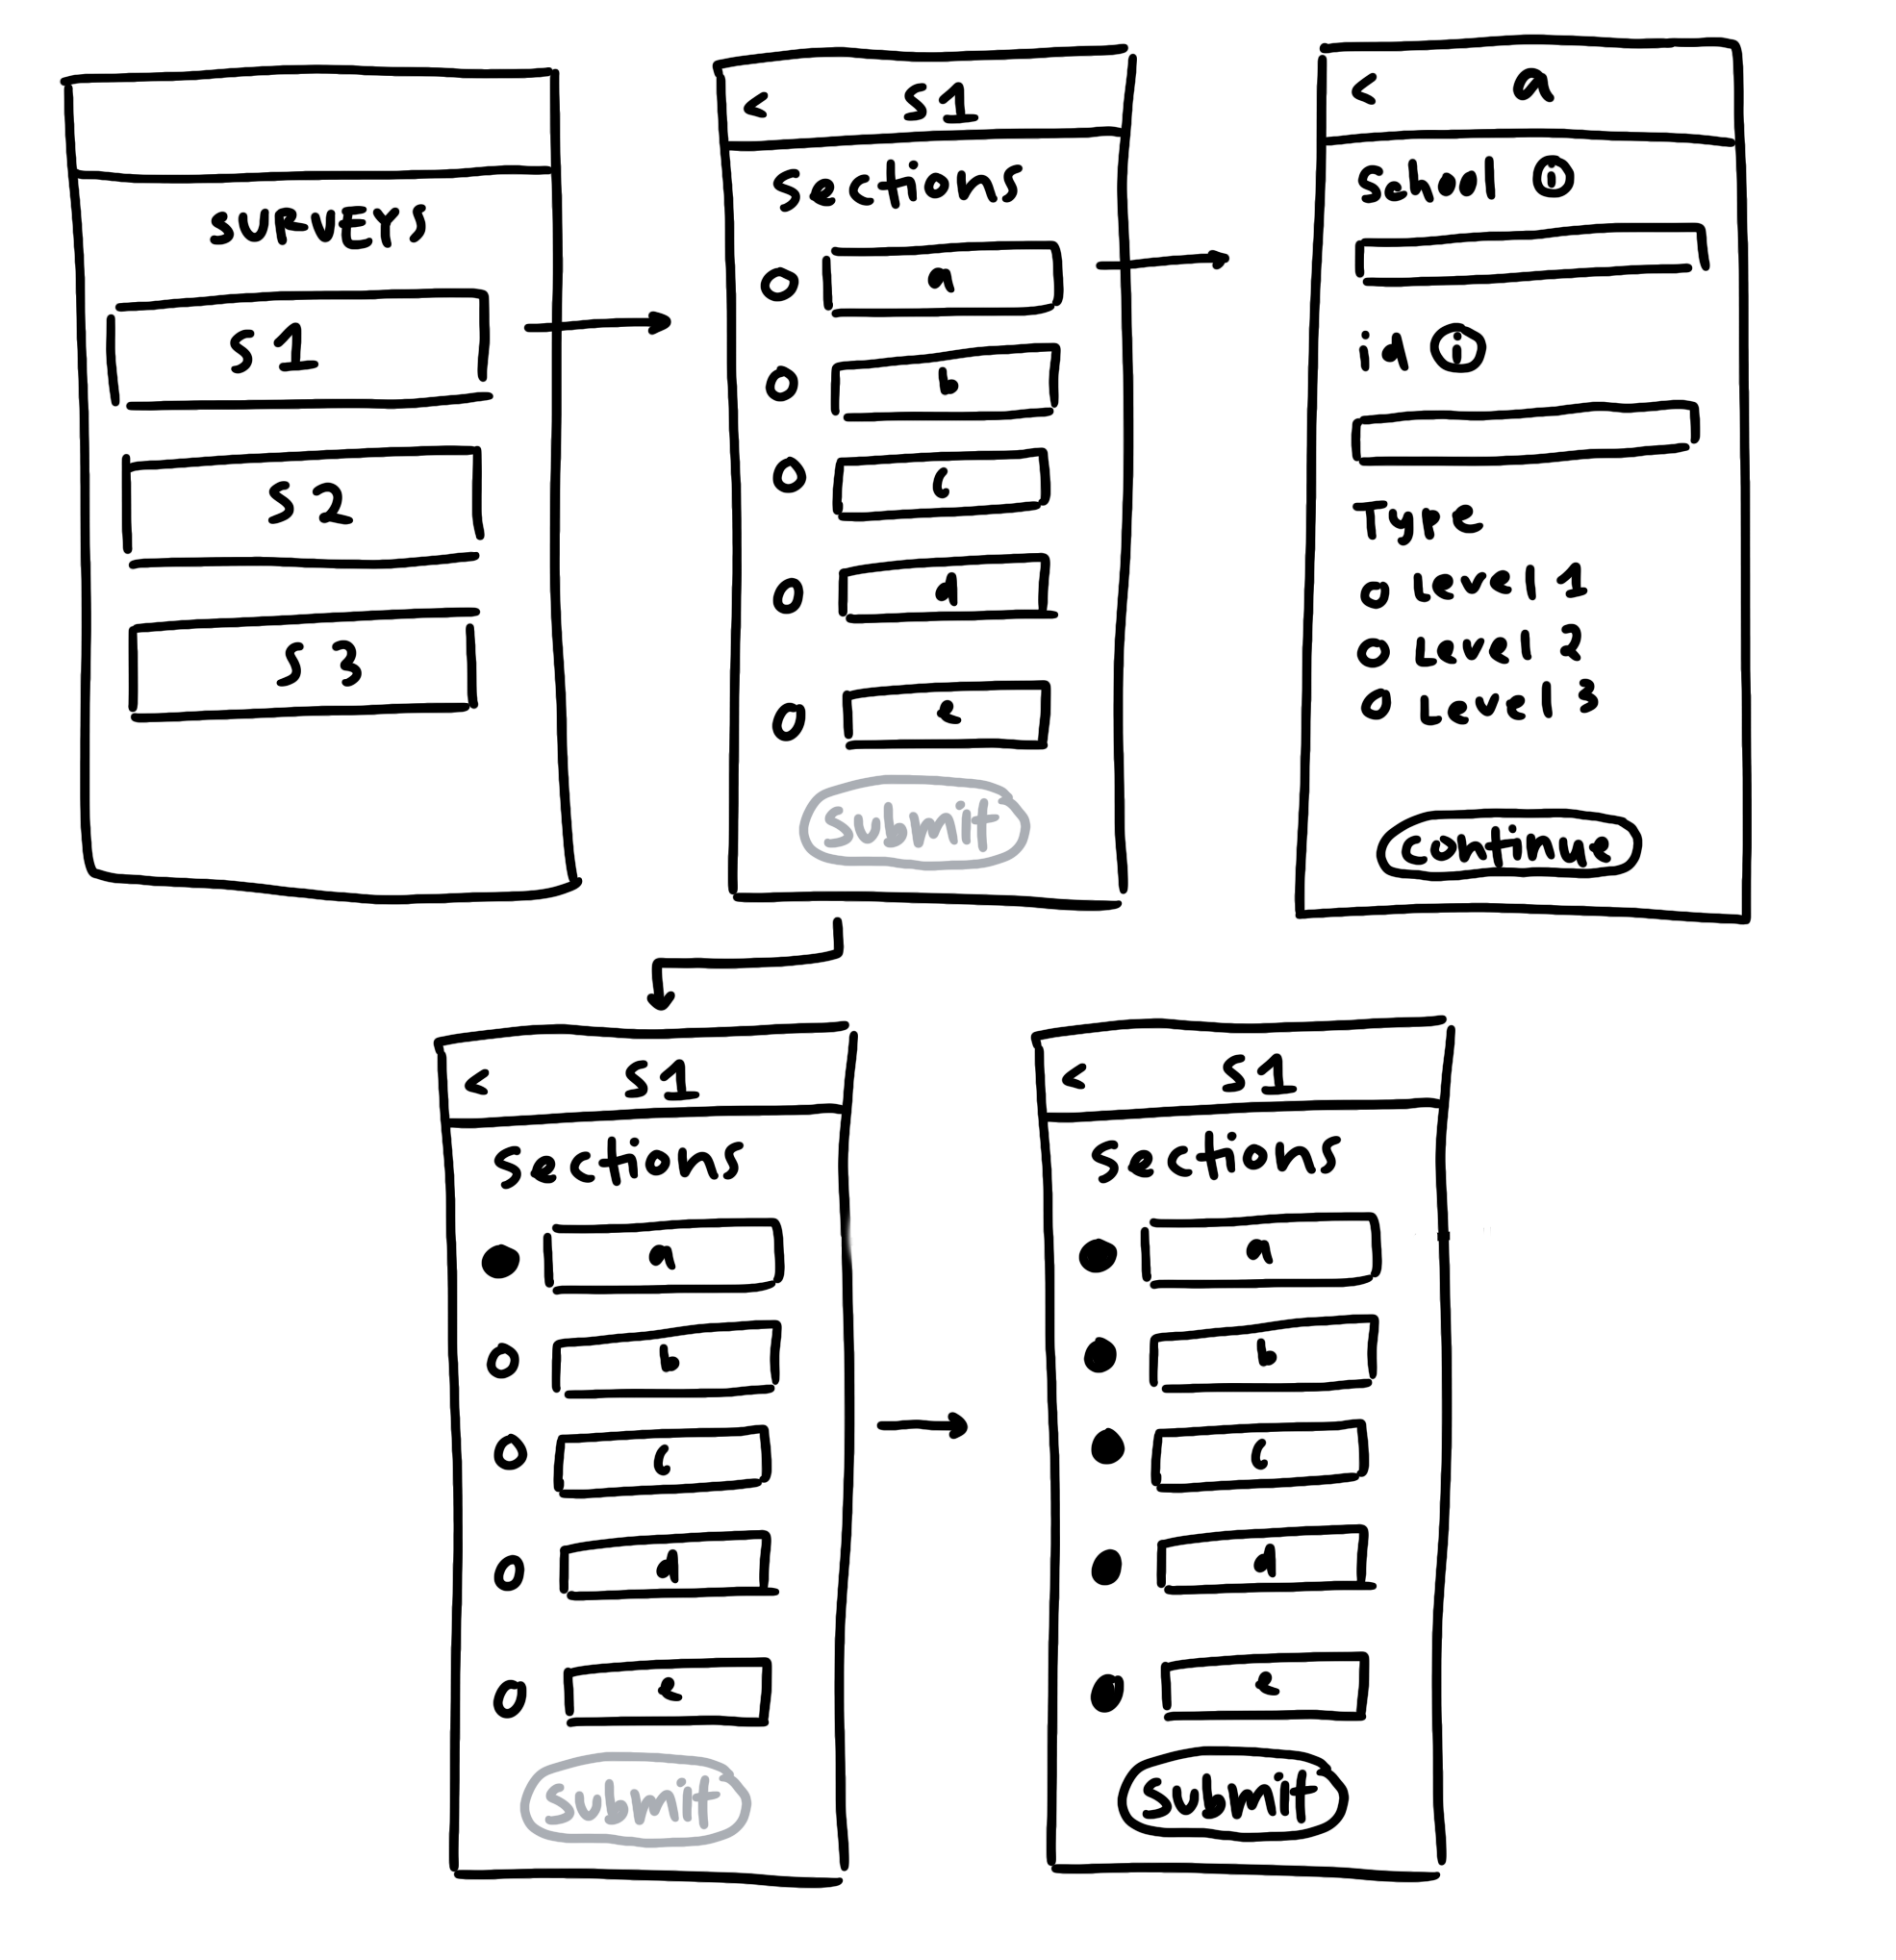 SURVEYS
S1
S2
S3
< S1
Sections
a
b
c
d
e
submit
< a
School i
id i
Type
Level 1
Level 2
Level 3
continue
< S1
Sections
a
b
c
d
e
submit
< S1
Sections
a
b
c
d
e
submit